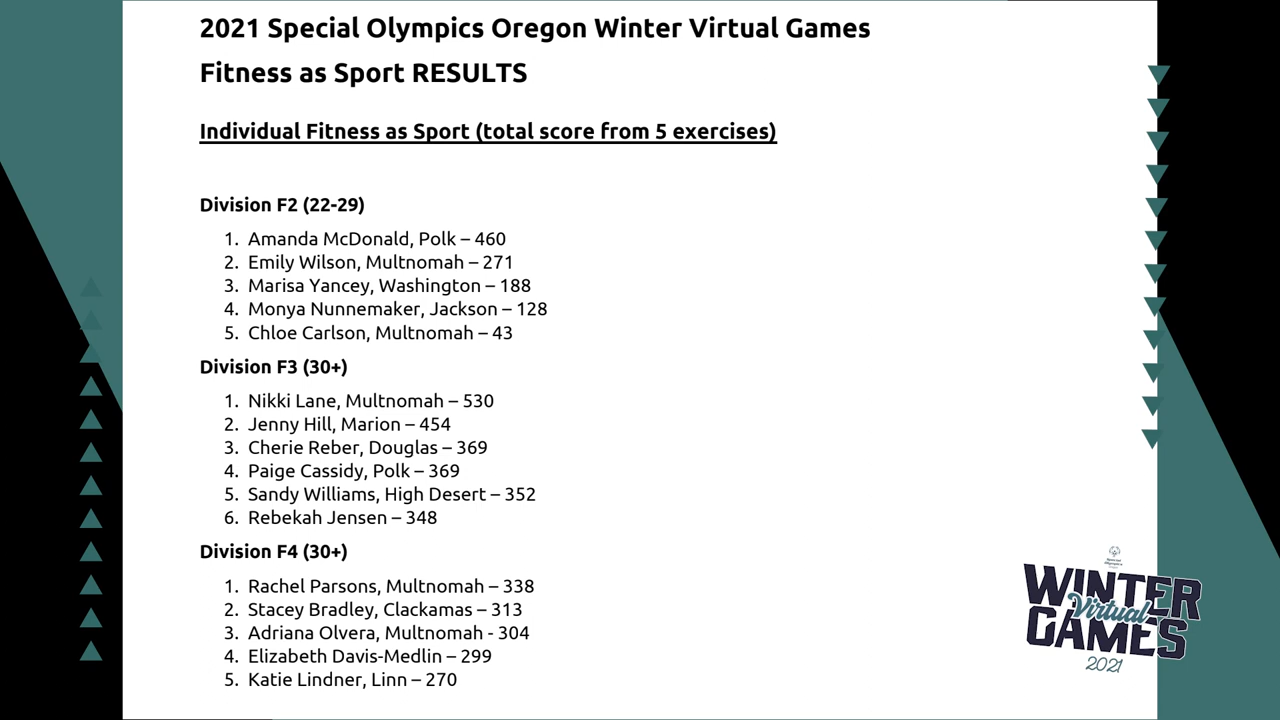 2021 Special Olympics Oregon Winter Virtual Games
Fitness as Sport RESULTS
Individual Fitness as Sport (total score from 5 exercises)
Division F2 (22-29)
1. Amanda McDonald, Polk – 460
2. Emily Wilson, Multnomah – 271
3. Marisa Yancey, Washington – 188
4. Monya Nunnemaker, Jackson – 128
5. Chloe Carlson, Multnomah – 43
Division F3 (30+)
1. Nikki Lane, Multnomah – 530
2. Jenny Hill, Marion – 454
3. Cherie Reber, Douglas – 369
4. Paige Cassidy, Polk – 369
5. Sandy Williams, High Desert – 352
6. Rebekah Jensen – 348
Division F4 (30+)
1. Rachel Parsons, Multnomah – 338
2. Stacey Bradley, Clackamas – 313
3. Adriana Olvera, Multnomah - 304
4. Elizabeth Davis-Medlin – 299
5. Katie Lindner, Linn – 270
WINTER
Virtual
GAMES
2021